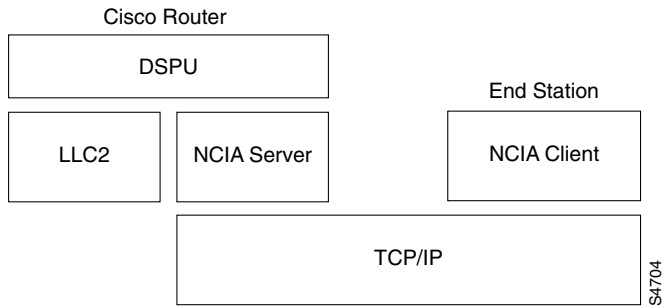 Cisco Router
DSPU
End Station
LLC2
NCIA Server
NCIA Client
TCP/IP
S4704